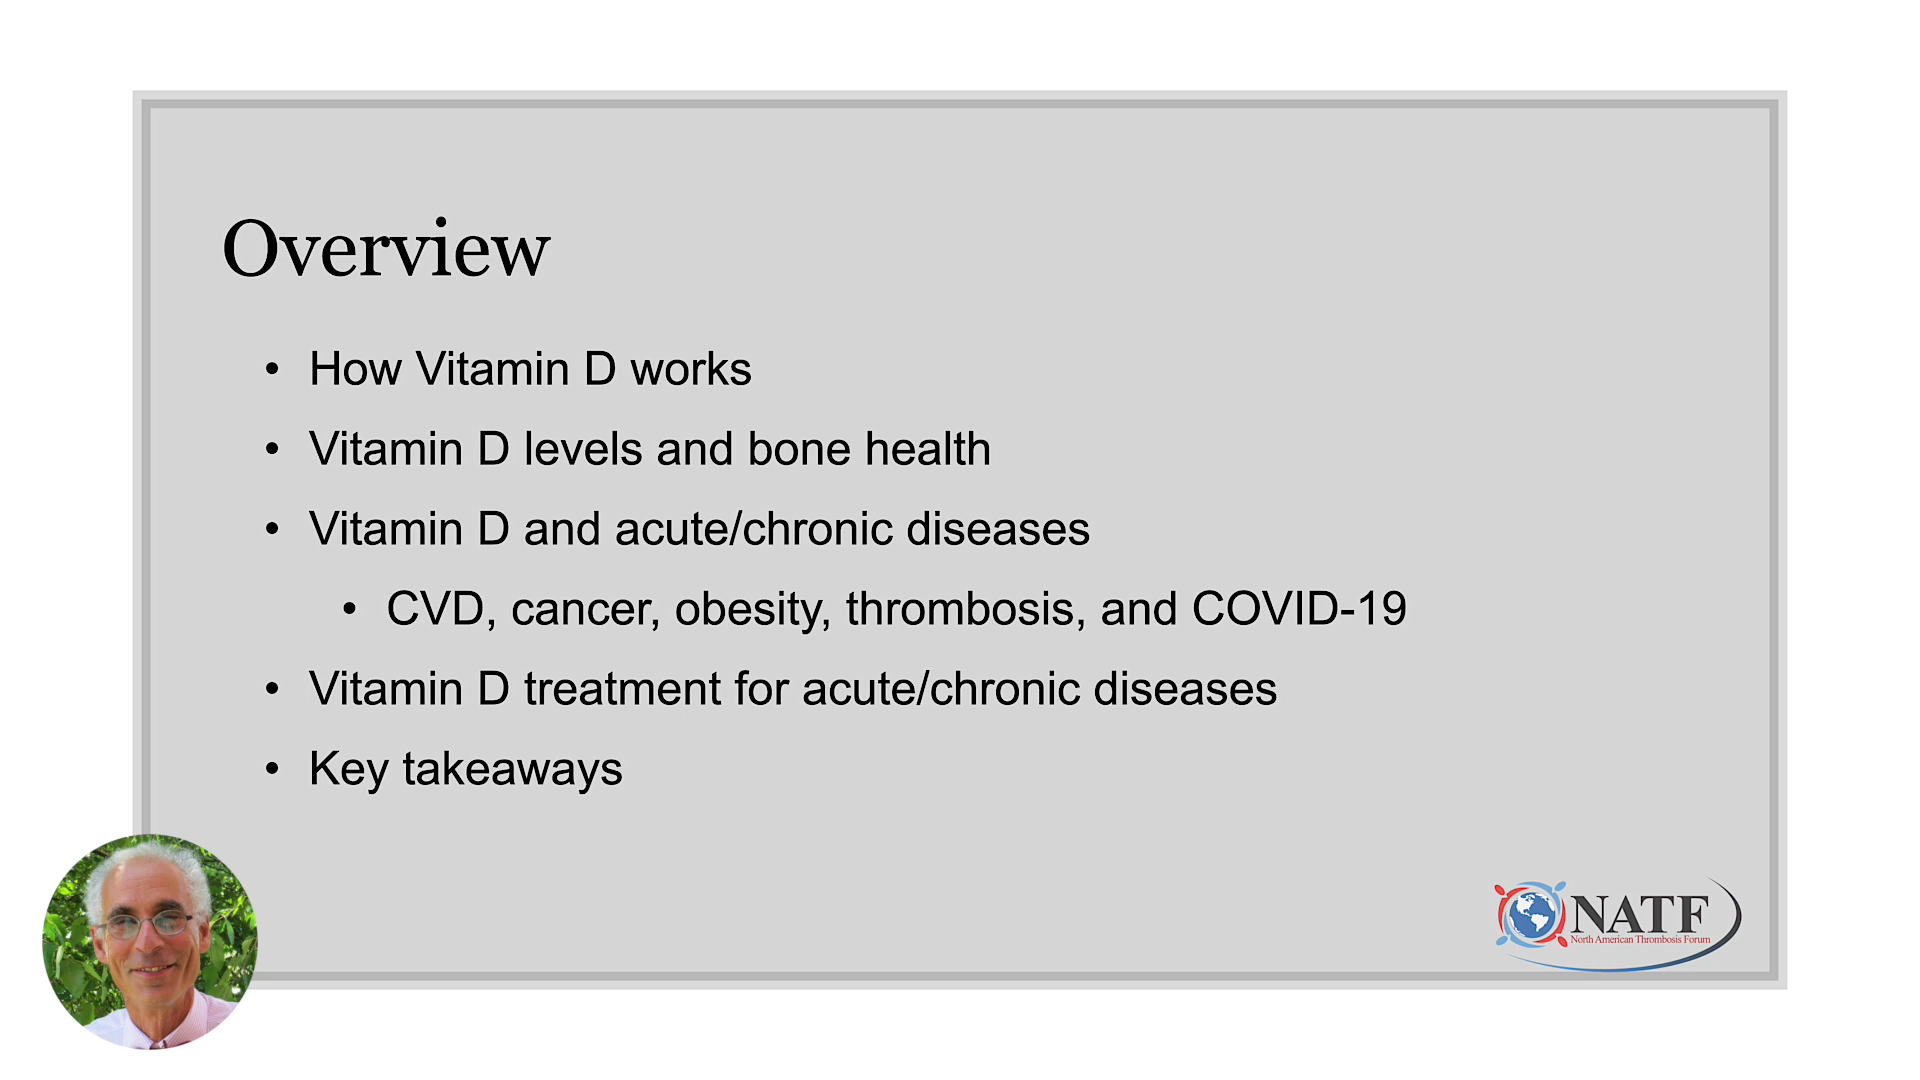 Overview
• How Vitamin D works
• Vitamin D levels and bone health
• Vitamin D and acute/chronic diseases
• CVD, cancer, obesity, thrombosis, and COVID-19
• Vitamin D treatment for acute/chronic diseases
• Key takeaways
NATF
North American Thrombosis Forum